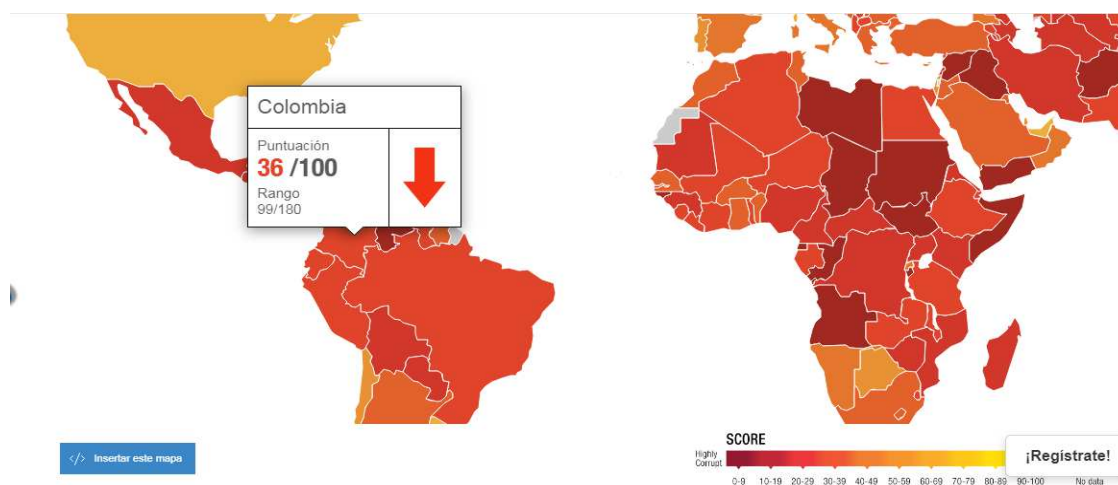 Colombia
Puntuación
36 /100
Rango
99/180
</> Insertar este mapa
SCORE
Highly
Corrupt
0-9 10-19 20-29 30-39 40-49 50-59 60-69 70-79 80-89 90-100 No data
¡Regístrate!